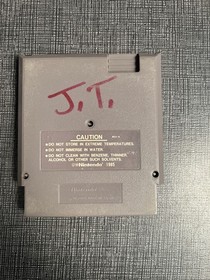 J.T.
CAUTION
● DO NOT STORE IN EXTREME TEMPERATURES.
● DO NOT IMMERSE IN WATER.
● DO NOT CLEAN WITH BENZENE, THINNER,
ALCOHOL OR OTHER SUCH SOLVENTS.
Nintendo 1985